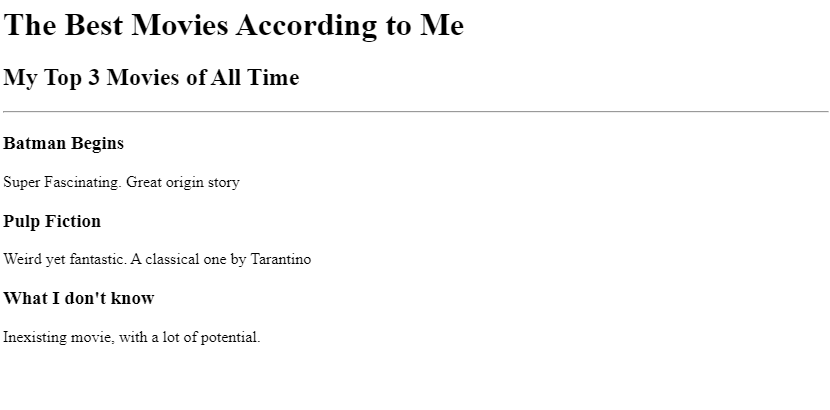 The Best Movies According to Me
My Top 3 Movies of All Time
Batman Begins
Super Fascinating. Great origin story
Pulp Fiction
Weird yet fantastic. A classical one by Tarantino
What I don't know
Inexisting movie, with a lot of potential.